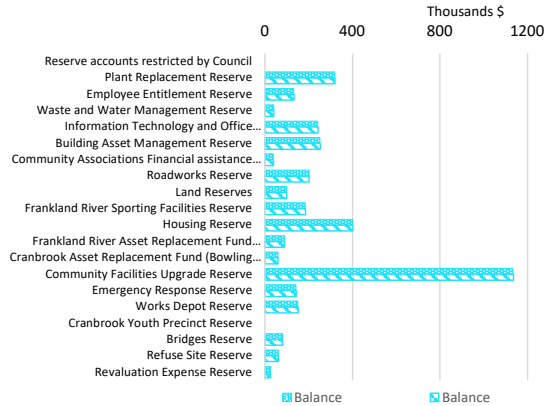 Thousands $
0 400 800 1200
Reserve accounts restricted by Council
Plant Replacement Reserve
Employee Entitlement Reserve
Waste and Water Management Reserve
Information Technology and Office…
Building Asset Management Reserve
Community Associations Financial assistance…
Roadworks Reserve
Land Reserves
Frankland River Sporting Facilities Reserve
Housing Reserve
Frankland River Asset Replacement Fund…
Cranbrook Asset Replacement Fund (Bowling…
Community Facilities Upgrade Reserve
Emergency Response Reserve
Works Depot Reserve
Cranbrook Youth Precinct Reserve
Bridges Reserve
Refuse Site Reserve
Revaluation Expense Reserve
Balance Balance